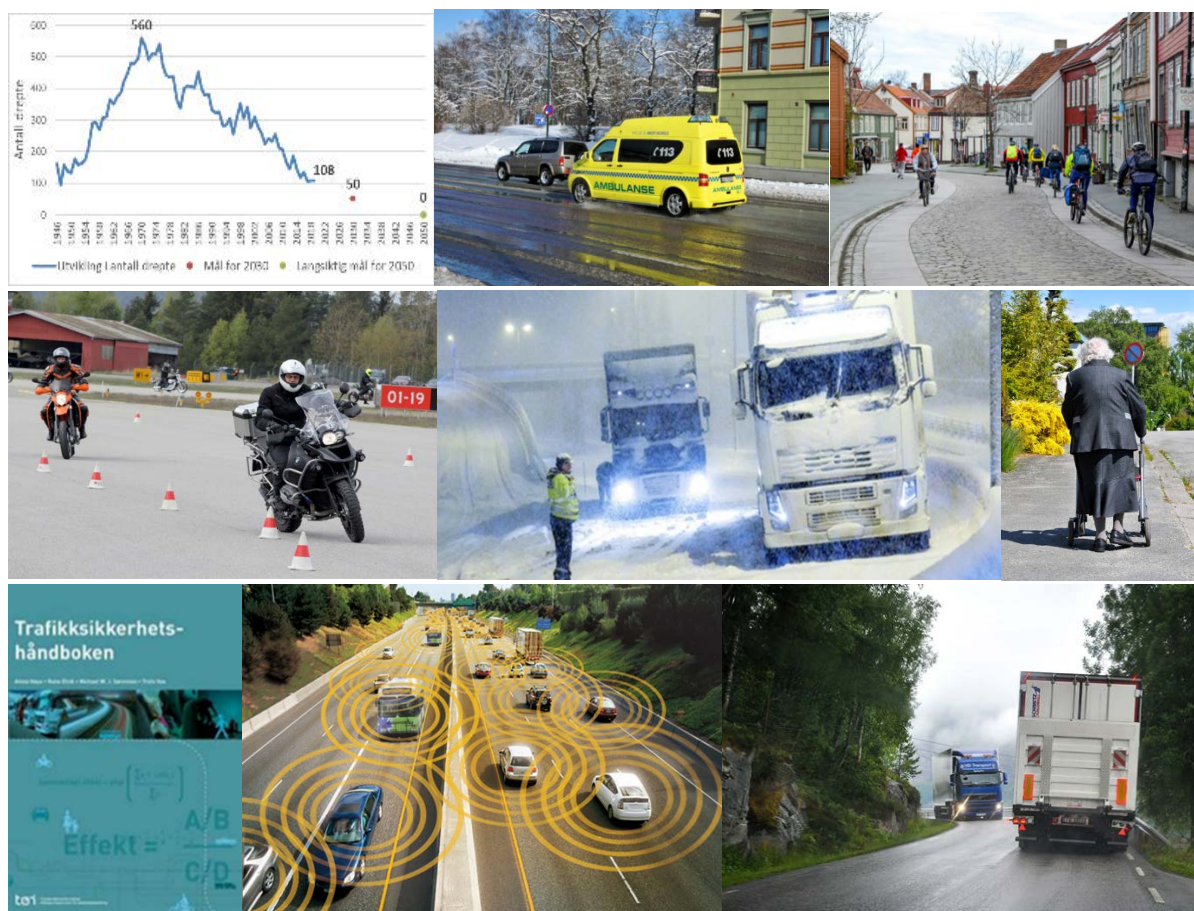 600
560
500
400
300
200
100
0
108
50
0
Antall drepte
1946 1950 1954 1958 1962 1966 1970 1974 1978 1982 1986 1990 1994 1998 2002 2006 2010 2014 2018 2022 2026 2030 2034 2038 2042 2046 2050
Utvikling i antall drepte Mål for 2030 Langsiktig mål for 2050
113
113
AMBULANSE
01-19
Trafikksikkerhets-
håndboken
Effekt =
A/B
C/D
tøi